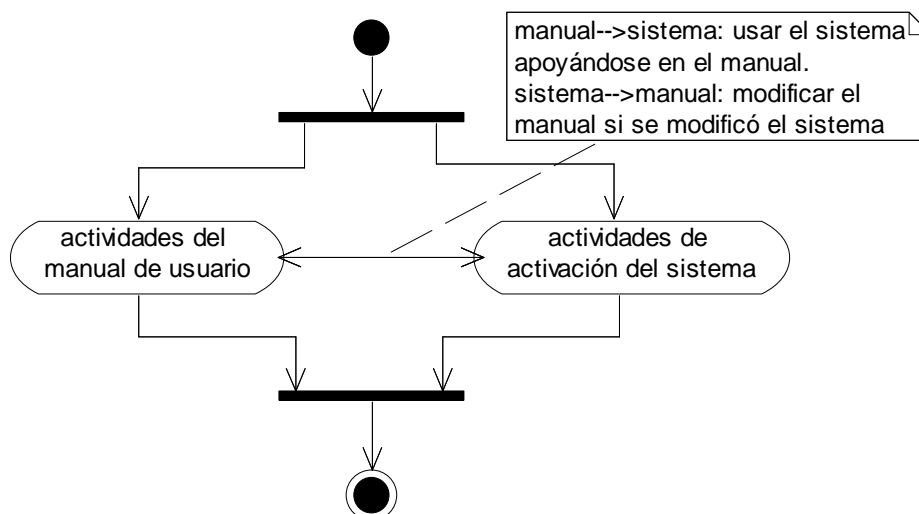 manual-->sistema: usar el sistema
apoyándose en el manual.
sistema-->manual: modificar el
manual si se modificó el sistema
actividades del
manual de usuario
actividades de
activación del sistema